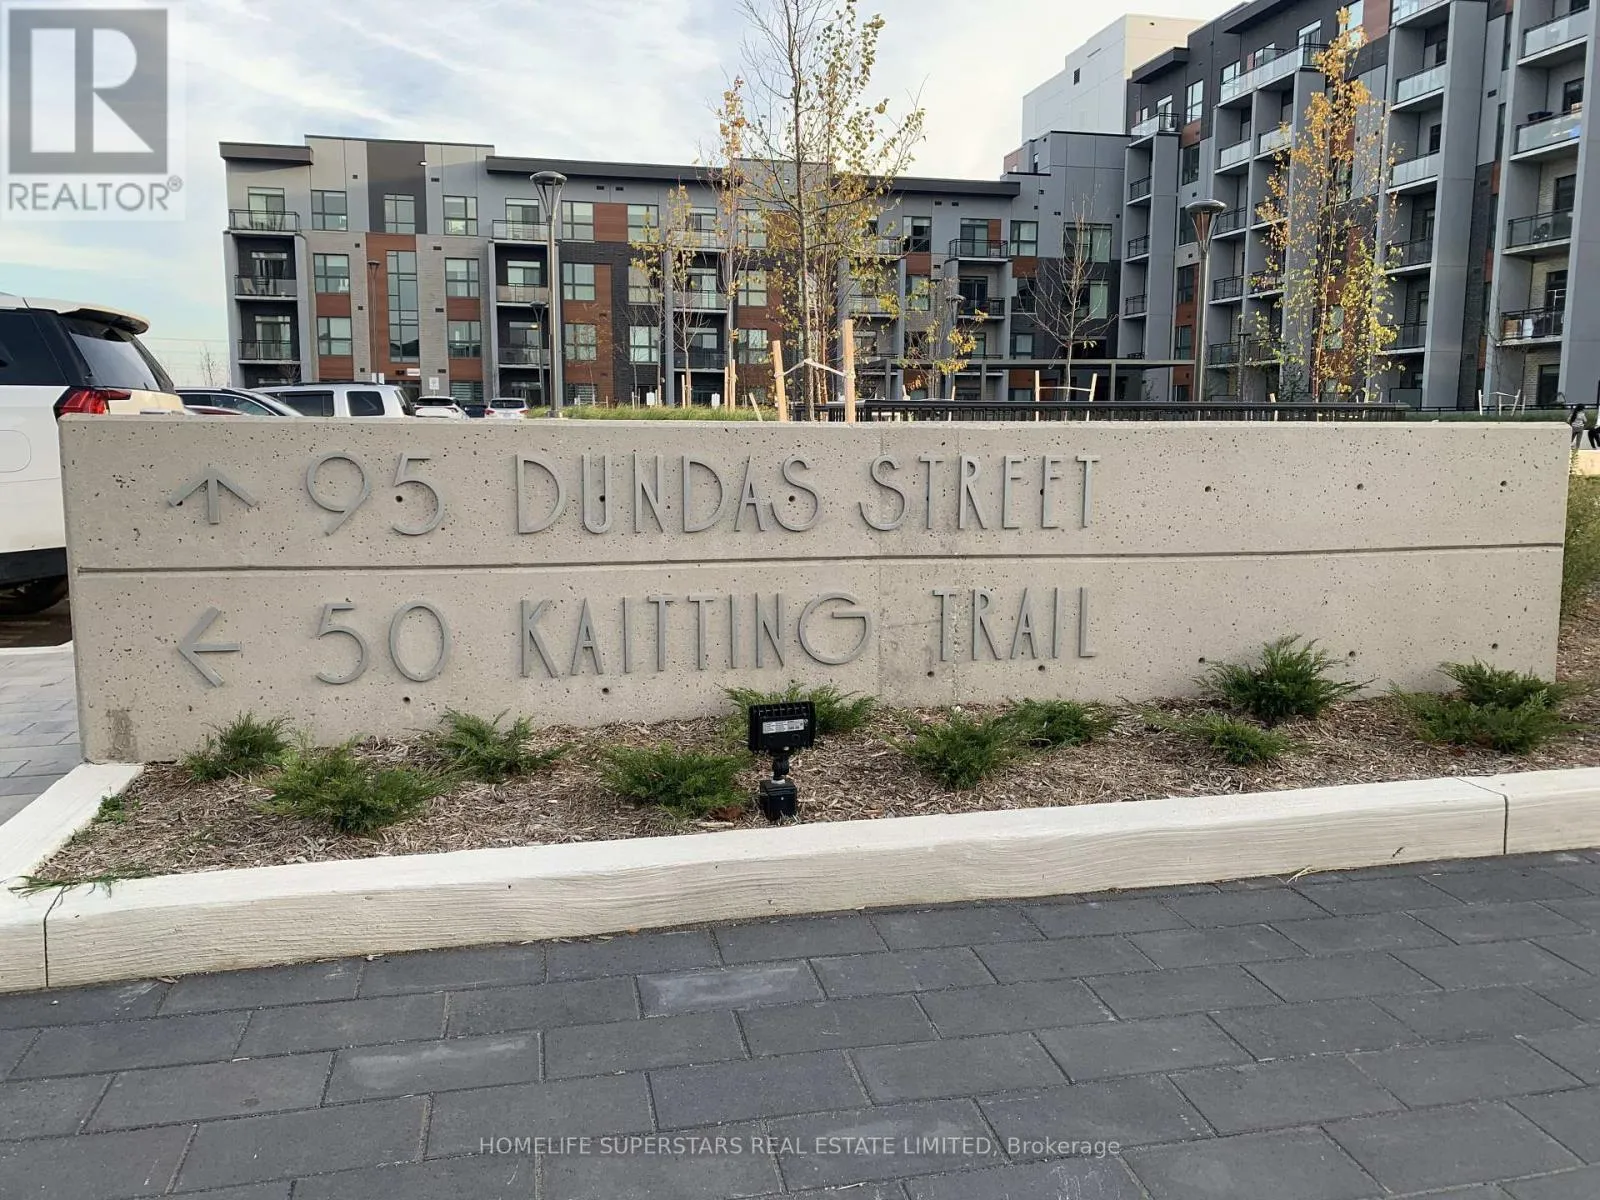 REALTOR®
↑ 95 DUNDAS STREET
← 50 KAITTING TRAIL
HOMELIFE SUPERSTARS REAL ESTATE LIMITED, Brokerage